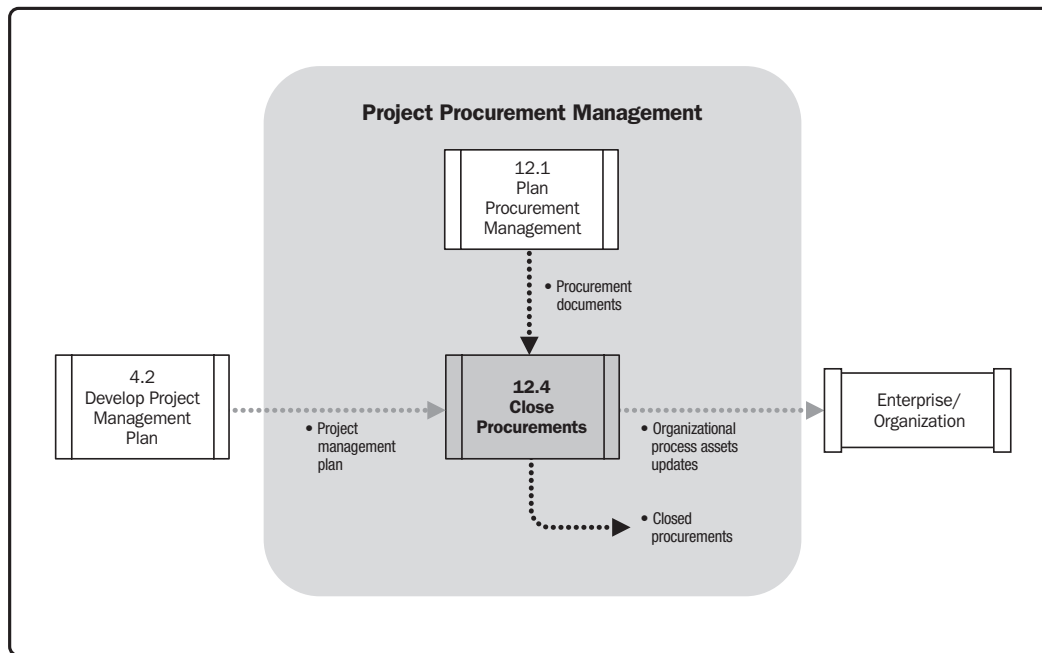 Project Procurement Management
12.1
Plan
Procurement
Management
• Procurement
documents
4.2
Develop Project
Management
Plan
• Project
management
plan
12.4
Close
Procurements
• Organizational
process assets
updates
Enterprise/
Organization
• Closed
procurements